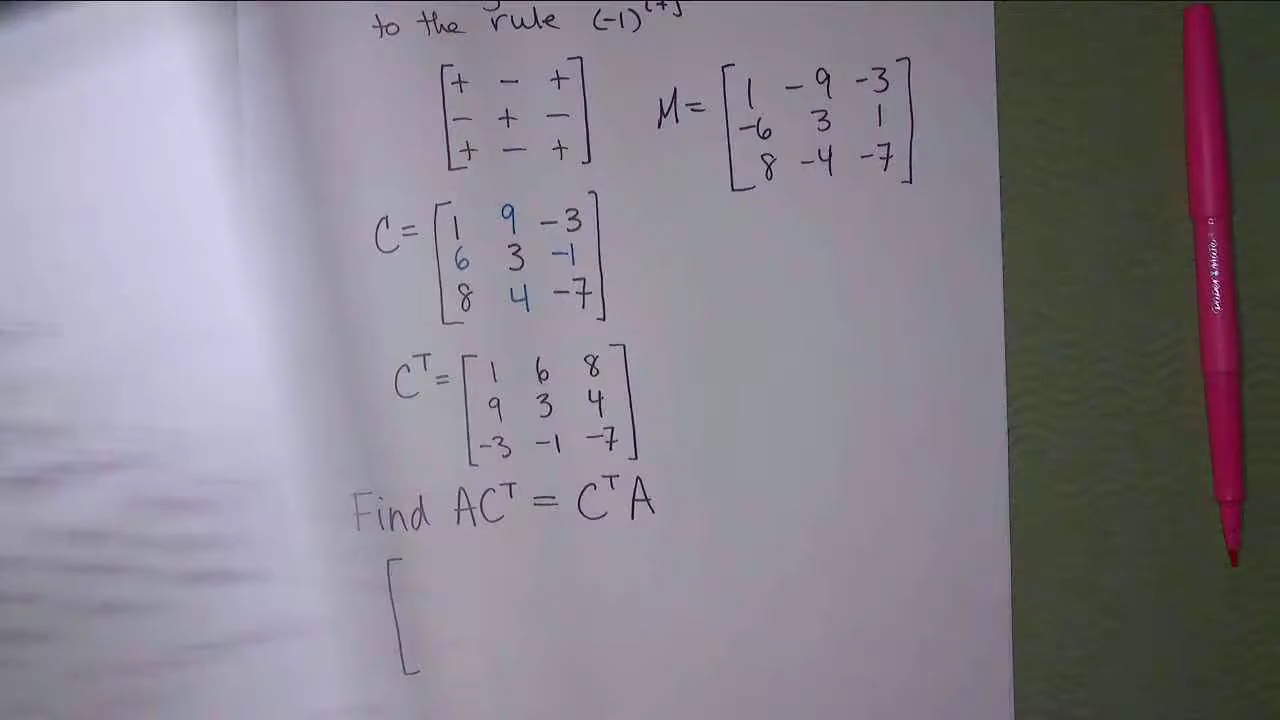 to the rule (-1)^{i+j}
[+ - +
- + -
+ - +]
M = [1 -9 -3
-6 3 1
8 -4 -7]
C = [1 9 -3
6 3 -1
8 4 -7]
C^T = [1 6 8
9 3 4
-3 -1 -7]
Find AC^T = C^T A
[